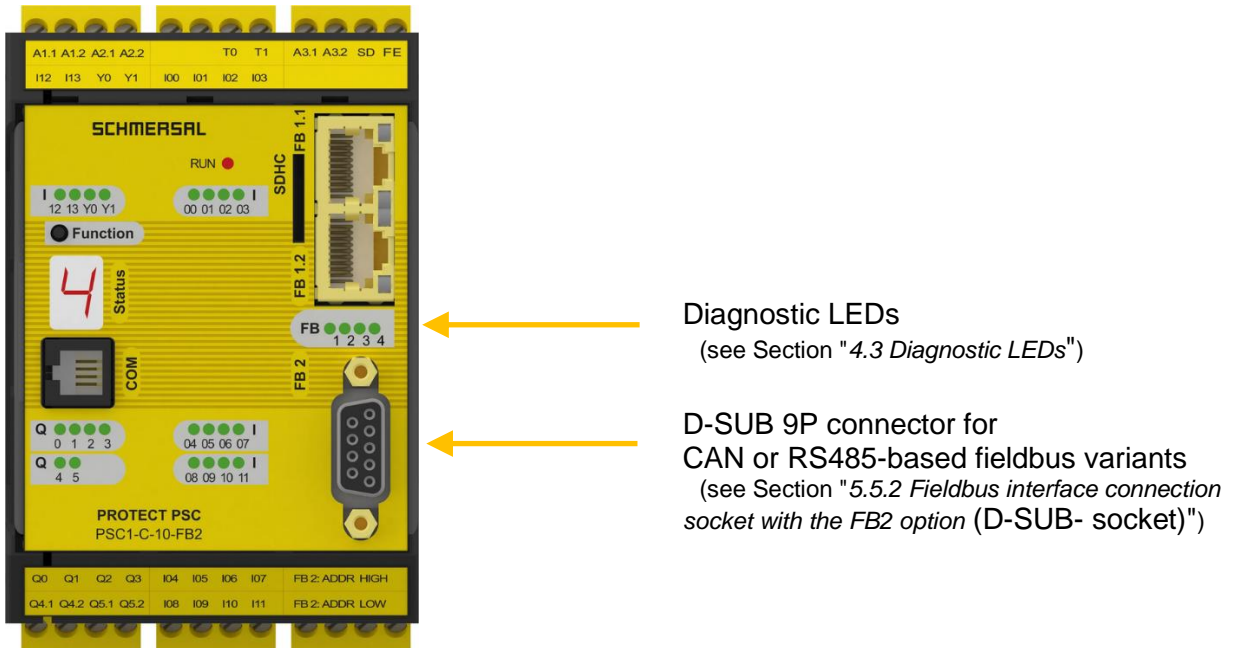 A1.1 A1.2 A2.1 A2.2 T0 T1 A3.1 A3.2 SD FE
I12 I13 Y0 Y1 I00 I01 I02 I03
SCHMERSAL
FB 1.1
RUN
SDHC
I
12 13 Y0 Y1
I
00 01 02 03
Function
4
Status
FB 1.2
FB
1 2 3 4
COM
FB 2
Q
0 1 2 3
I
04 05 06 07
Q
4 5
I
08 09 10 11
PROTECT PSC
PSC1-C-10-FB2
Q0 Q1 Q2 Q3 I04 I05 I06 I07 FB 2: ADDR HIGH
Q4.1 Q4.2 Q5.1 Q5.2 I08 I09 I10 I11 FB 2: ADDR LOW
Diagnostic LEDs
(see Section "4.3 Diagnostic LEDs")
D-SUB 9P connector for
CAN or RS485-based fieldbus variants
(see Section "5.5.2 Fieldbus interface connection
socket with the FB2 option (D-SUB- socket)")